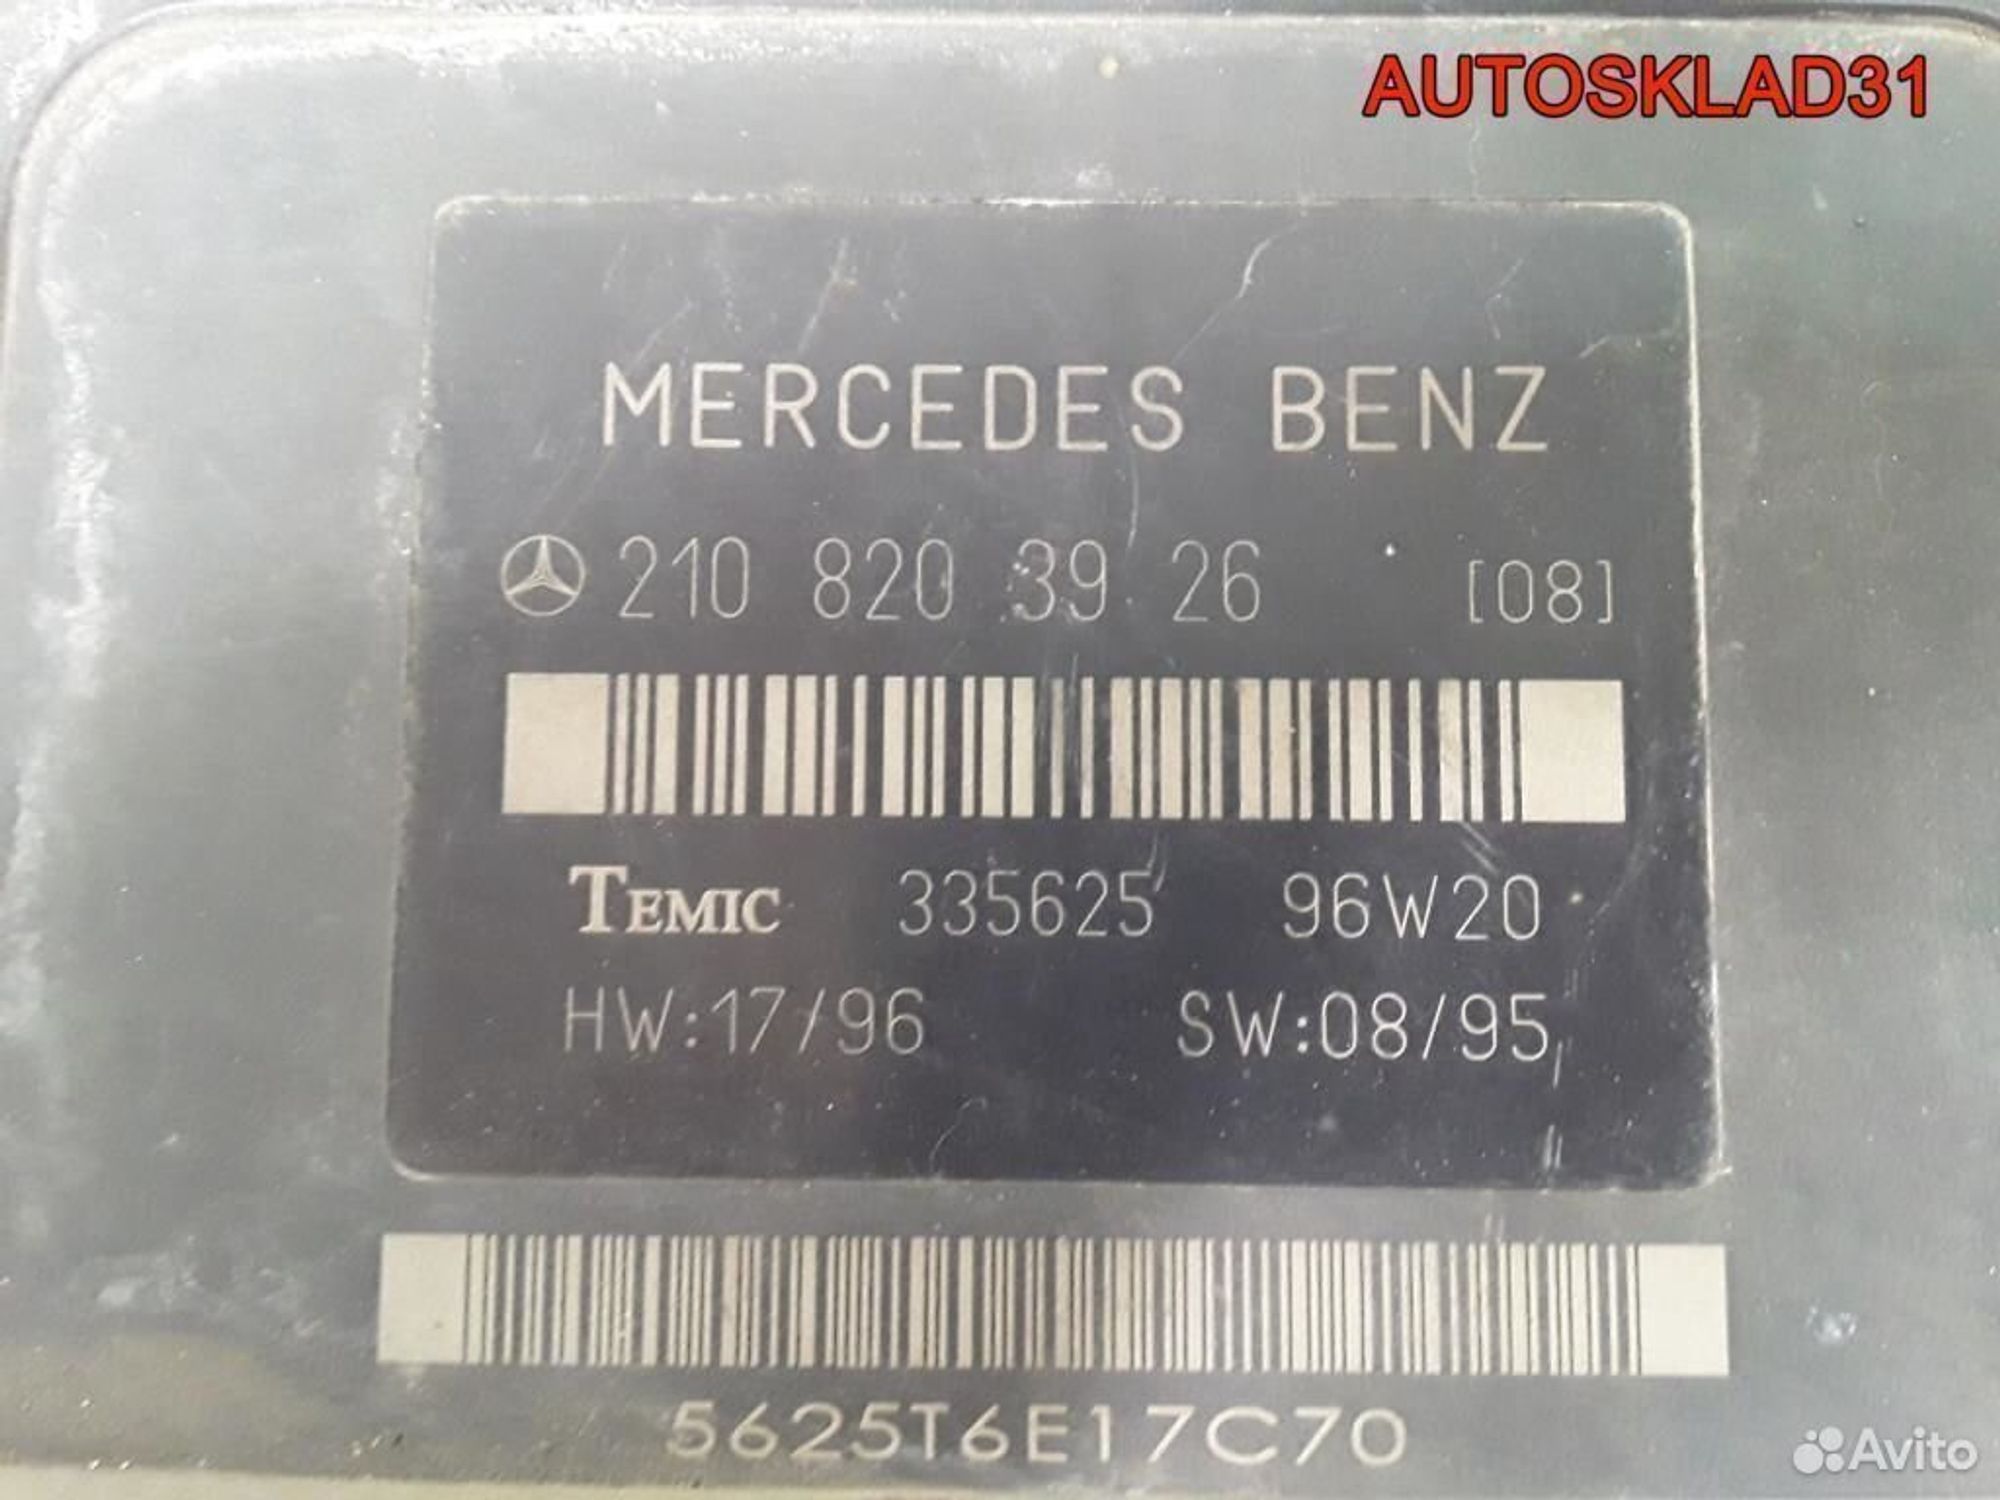 AUTOSKLAD31
MERCEDES BENZ
210 820 39 26 [08]
TEMIC 335625 96W20
HW:17/96 SW:08/95
5625T6E17C70
Avito